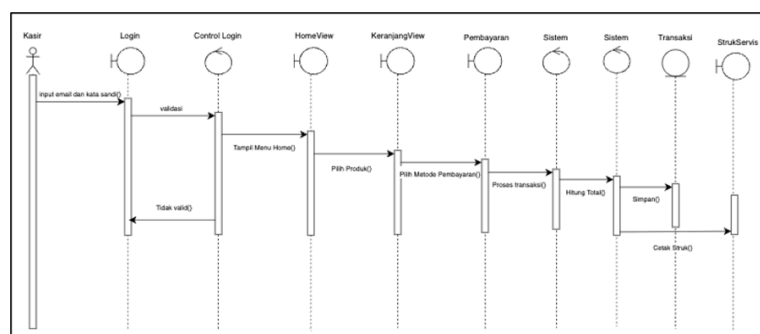 Kasir
Login
Control Login
HomeView
KeranjangView
Pembayaran
Sistem
Sistem
Transaksi
StrukServis
input email dan kata sandi()
validasi
Tampil Menu Home()
Pilih Produk()
Pilih Metode Pembayaran()
Proses transaksi()
Hitung Total()
Simpan()
Tidak valid()
Cetak Struk()